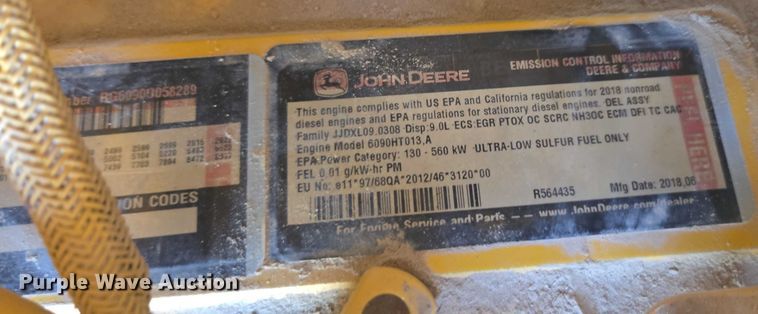 mber RG6090U058289
ION CODES
JOHN DEERE
EMISSION CONTROL INFORMATION
DEERE & COMPANY
This engine complies with US EPA and California regulations for 2018 nonroad
diesel engines and EPA regulations for stationary diesel engines. OEL ASSY
Family JJDXL09.0308 Disp: 9.0L ECS:EGR PTOX OC SCRC NH3OC ECM DFI TC CAC
Engine Model 6090HT013,A
EPA Power Category: 130 - 560 kW ULTRA-LOW SULFUR FUEL ONLY
FEL 0.01 g/kW-hr PM
EU No: e11*97/68QA*2012/46*3120*00
R564435 Mfg Date: 2018.06
For Engine Service and Parts -- www.JohnDeere.com/dealer
Purple Wave Auction